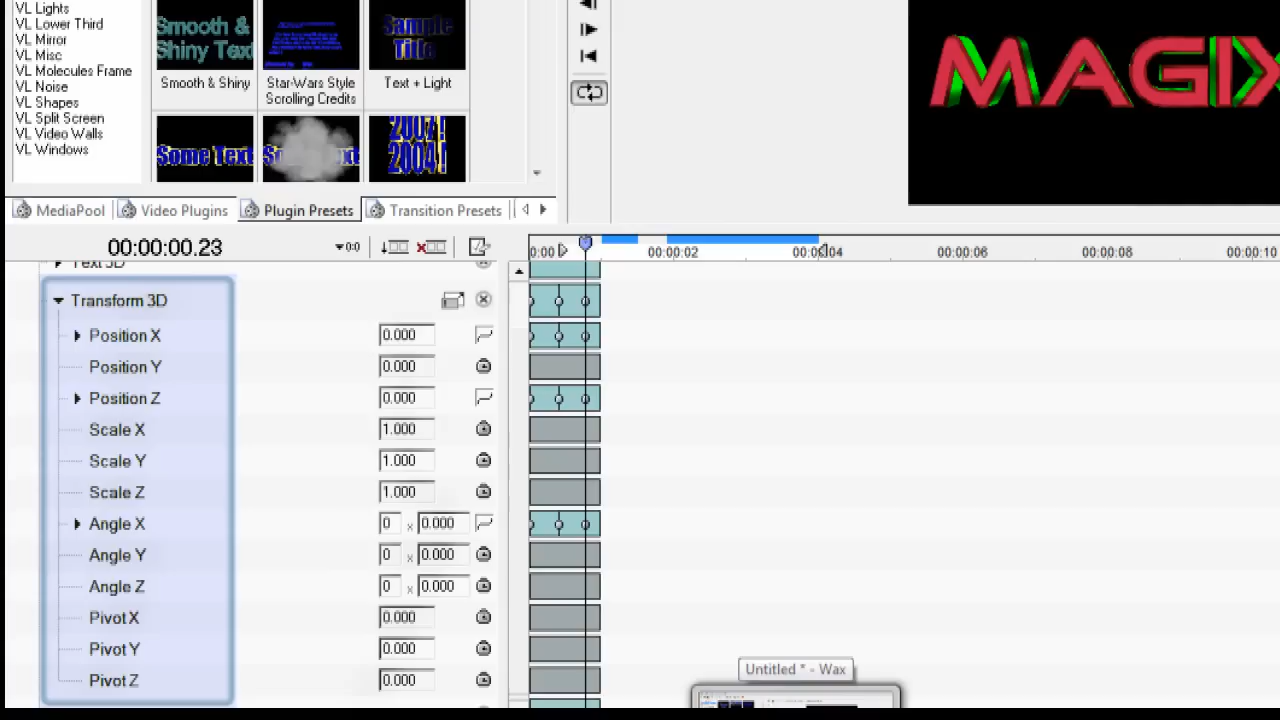 VL Lights
VL Lower Third
VL Mirror
VL Misc
VL Molecules Frame
VL Noise
VL Shapes
VL Split Screen
VL Video Walls
VL Windows
Smooth &
Shiny Text
Sample
Title
Smooth & Shiny
Star-Wars Style
Scrolling Credits
Text + Light
Some Text
2004!
MAGIX
MediaPool
Video Plugins
Plugin Presets
Transition Presets
00:00:00.23
0:0
0:00
00:00:02
00:00:04
00:00:06
00:00:08
00:00:10
Text 3D
Transform 3D
Position X
0.000
Position Y
0.000
Position Z
0.000
Scale X
1.000
Scale Y
1.000
Scale Z
1.000
Angle X
0 x 0.000
Angle Y
0 x 0.000
Angle Z
0 x 0.000
Pivot X
0.000
Pivot Y
0.000
Pivot Z
0.000
Untitled * - Wax